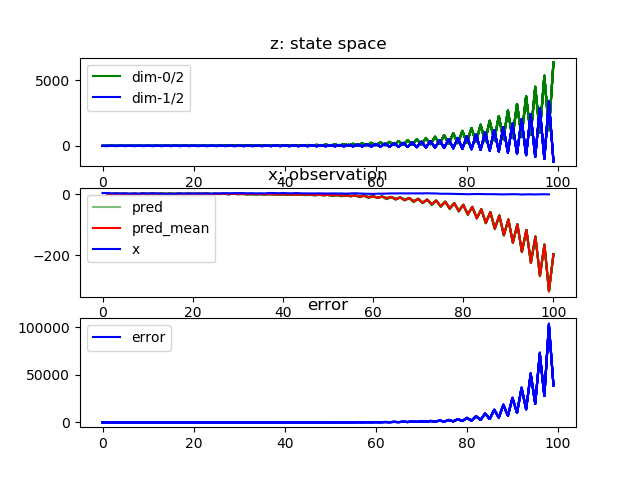 z: state space
5000
0
dim-0/2
dim-1/2
0 20 40 60 80 100
x: observation
0
−200
pred
pred_mean
x
0 20 40 60 80 100
error
100000
50000
0
error
0 20 40 60 80 100